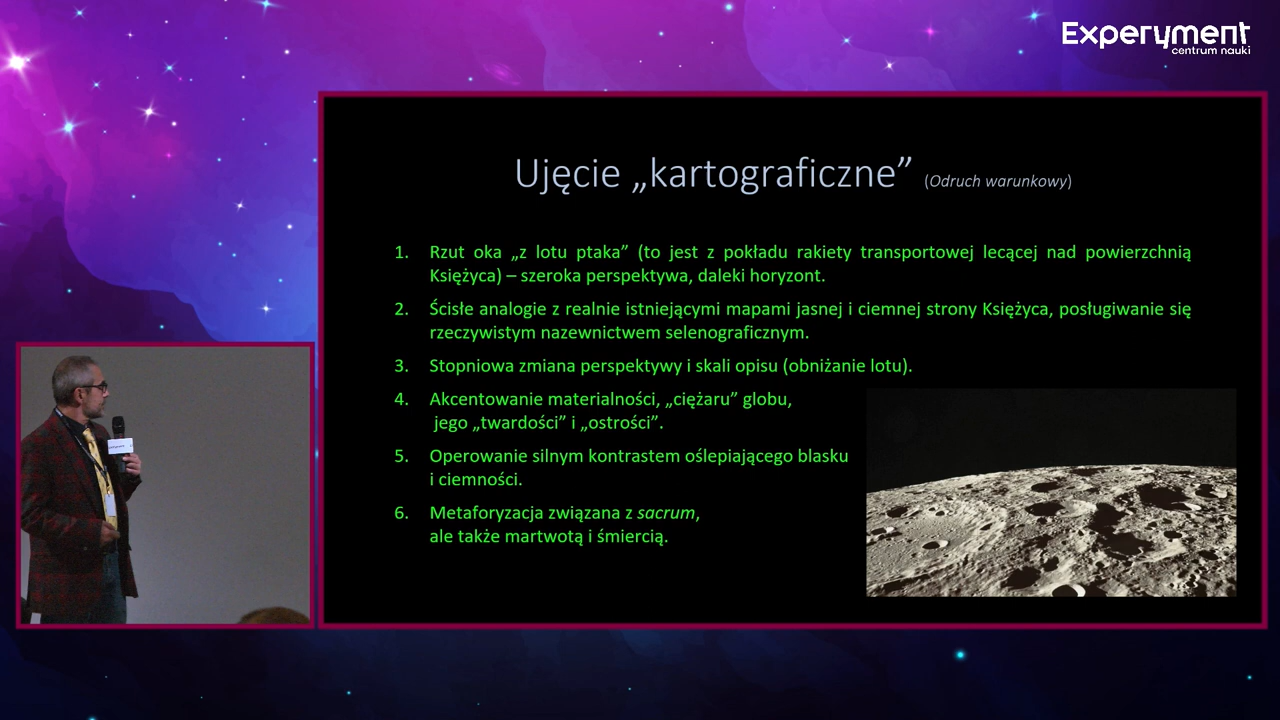 Experyment
centrum nauki
Ujęcie „kartograficzne” (Odruch warunkowy)
1. Rzut oka „z lotu ptaka” (to jest z pokładu rakiety transportowej lecącej nad powierzchnią
Księżyca) – szeroka perspektywa, daleki horyzont.
2. Ścisłe analogie z realnie istniejącymi mapami jasnej i ciemnej strony Księżyca, posługiwanie się
rzeczywistym nazewnictwem selenograficznym.
3. Stopniowa zmiana perspektywy i skali opisu (obniżanie lotu).
4. Akcentowanie materialności, „ciężaru” globu,
jego „twardości” i „ostrości”.
5. Operowanie silnym kontrastem oślepiającego blasku
i ciemności.
6. Metaforyzacja związana z sacrum,
ale także martwotą i śmiercią.